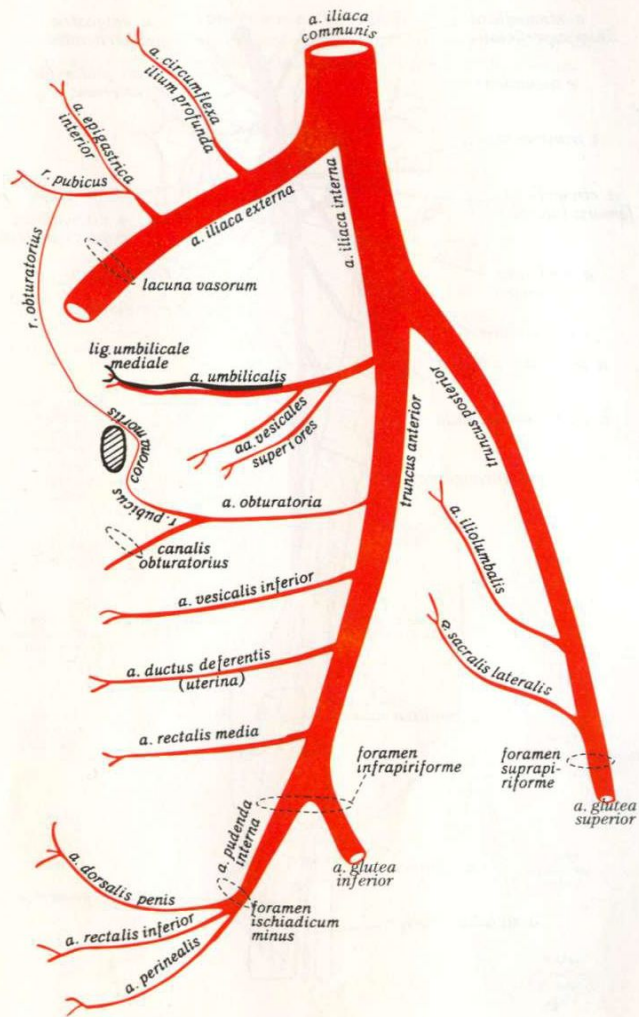 a. iliaca
communis
a. circumflexa
ilium profunda
a. epigastrica
interior
r. pubicus
r. obturatorius
a. iliaca externa
a. iliaca interna
lacuna vasorum
lig. umbilicale
mediale
a. umbilicalis
aa. vesicales
superiores
truncus anterior
truncus posterior
corona mortis
r. pubicus
a. obturatoria
canalis
obturatorius
a. iliolumbalis
a. vesicalis inferior
a. sacralis lateralis
a. ductus deferentis
(uterina)
a. rectalis media
foramen
infrapiriforme
foramen
suprapi-
riforme
a. glutea
superior
a. pudenda
interna
a. glutea
inferior
a. dorsalis penis
foramen
ischiadicum
minus
a. rectalis inferior
a. perinealis